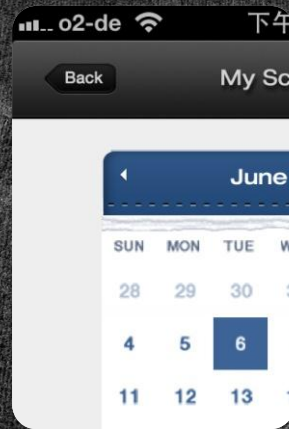 o2-de 下午
Back My Sc
June
SUN MON TUE W
28 29 30
4 5 6
11 12 13